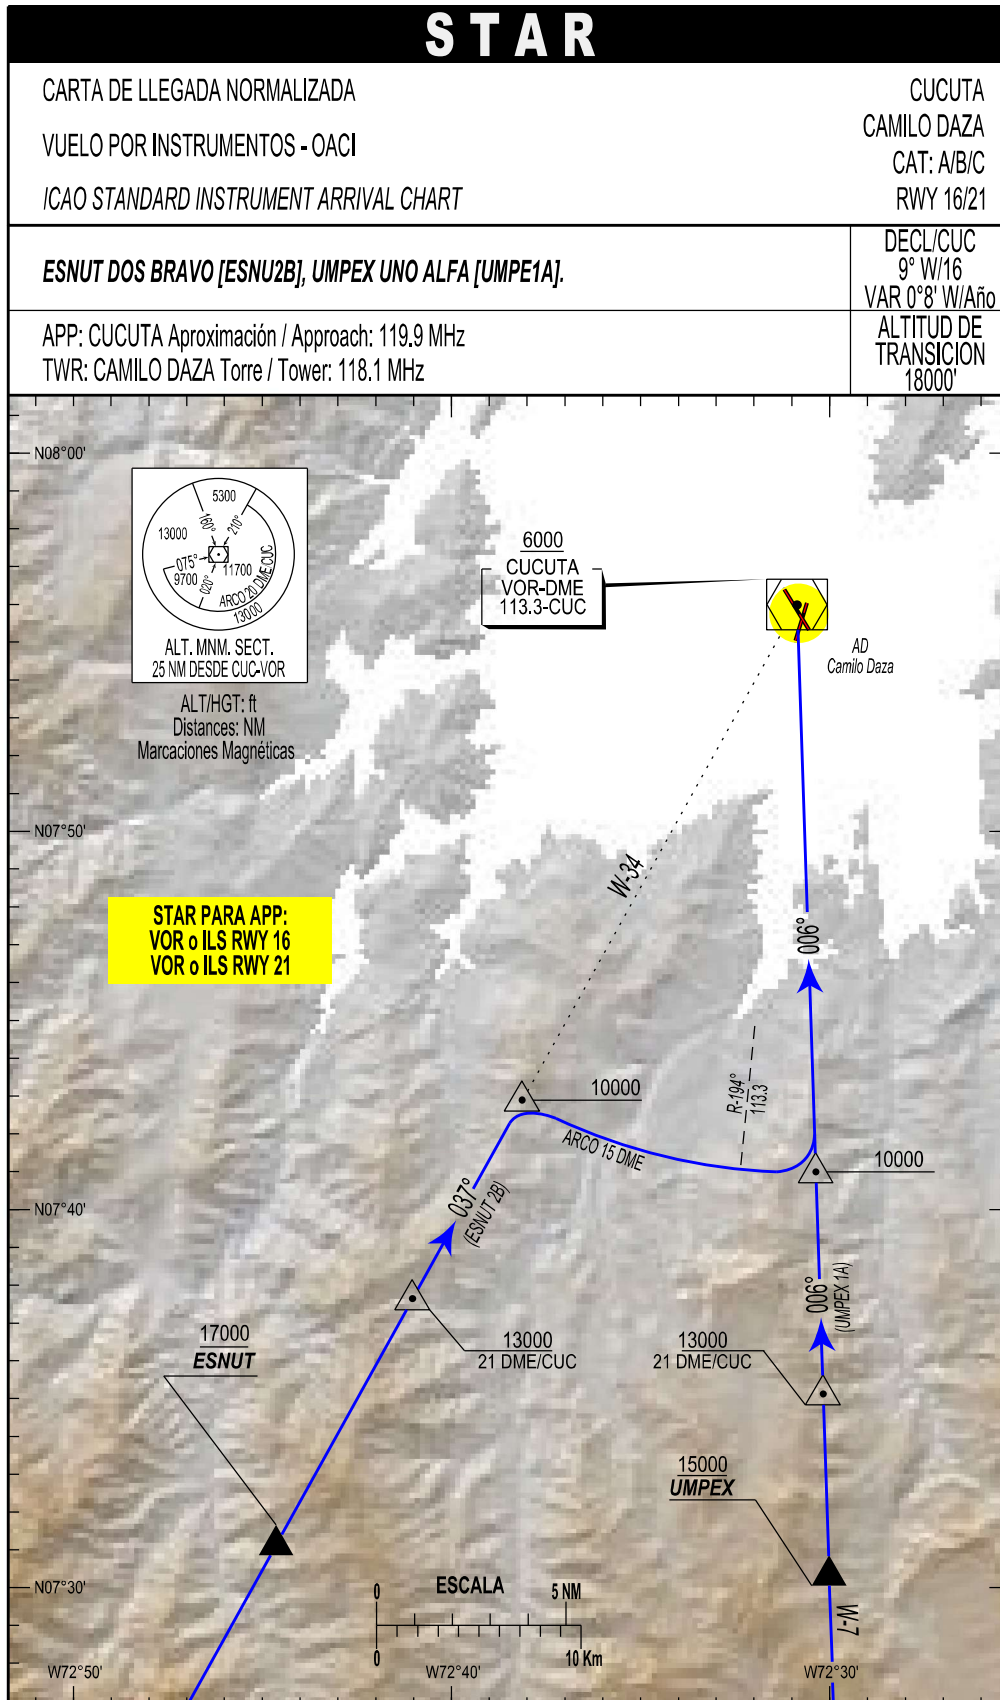 STAR
CARTA DE LLEGADA NORMALIZADA
VUELO POR INSTRUMENTOS - OACI
ICAO STANDARD INSTRUMENT ARRIVAL CHART
CUCUTA
CAMILO DAZA
CAT: A/B/C
RWY 16/21
ESNUT DOS BRAVO [ESNU2B], UMPEX UNO ALFA [UMPE1A].
DECL/CUC
9° W/16
VAR 0°8' W/Año
APP: CUCUTA Aproximación / Approach: 119.9 MHz
TWR: CAMILO DAZA Torre / Tower: 118.1 MHz
ALTITUD DE
TRANSICION
18000'
N08°00'
5300
13000
160°
210°
075°
9700
11700
020°
ARCO 20 DME CUC
13000
ALT. MNM. SECT.
25 NM DESDE CUC-VOR
ALT/HGT: ft
Distances: NM
Marcaciones Magnéticas
6000
CUCUTA
VOR-DME
113.3-CUC
AD
Camilo Daza
N07°50'
W-34
STAR PARA APP:
VOR o ILS RWY 16
VOR o ILS RWY 21
006°
10000
R-194°
113.3
ARCO 15 DME
10000
037°
(ESNUT 2B)
N07°40'
006°
(UMPEX 1A)
17000
ESNUT
13000
21 DME/CUC
13000
21 DME/CUC
15000
UMPEX
N07°30'
ESCALA
0
5 NM
0
10 Km
W-7
W72°50'
W72°40'
W72°30'